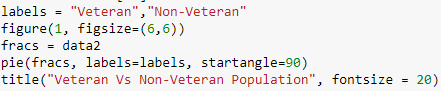 labels = "Veteran","Non-Veteran"
figure(1, figsize=(6,6))
fracs = data2
pie(fracs, labels=labels, startangle=90)
title("Veteran Vs Non-Veteran Population", fontsize = 20)